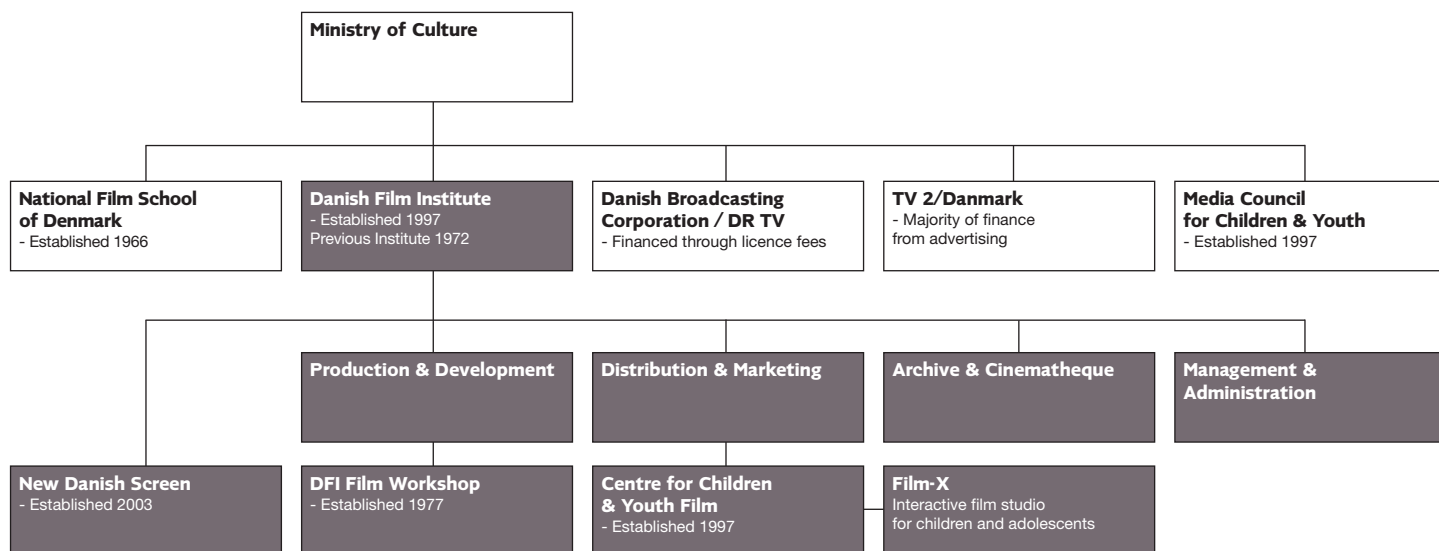 Ministry of Culture
National Film School
of Denmark
- Established 1966
Danish Film Institute
- Established 1997
Previous Institute 1972
Danish Broadcasting
Corporation / DR TV
- Financed through licence fees
TV 2/Danmark
- Majority of finance
from advertising
Media Council
for Children & Youth
- Established 1997
Production & Development
Distribution & Marketing
Archive & Cinematheque
Management &
Administration
New Danish Screen
- Established 2003
DFI Film Workshop
- Established 1977
Centre for Children
& Youth Film
- Established 1997
Film-X
Interactive film studio
for children and adolescents